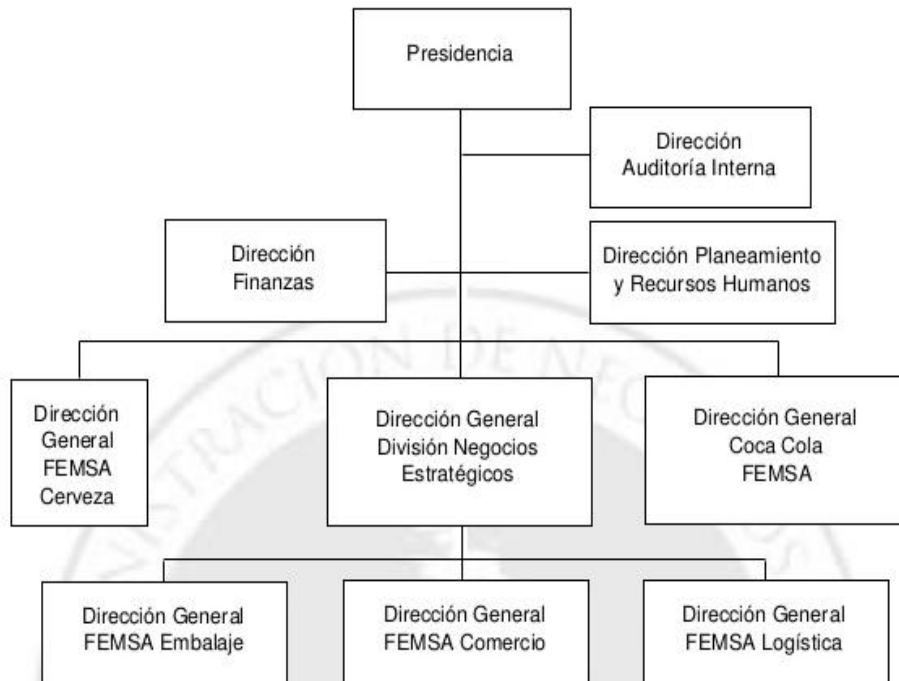 Presidencia
Dirección
Auditoría Interna
Dirección
Finanzas
Dirección Planeamiento
y Recursos Humanos
Dirección
General
FEMSA
Cerveza
Dirección General
División Negocios
Estratégicos
Dirección General
Coca Cola
FEMSA
Dirección General
FEMSA Embalaje
Dirección General
FEMSA Comercio
Dirección General
FEMSA Logística